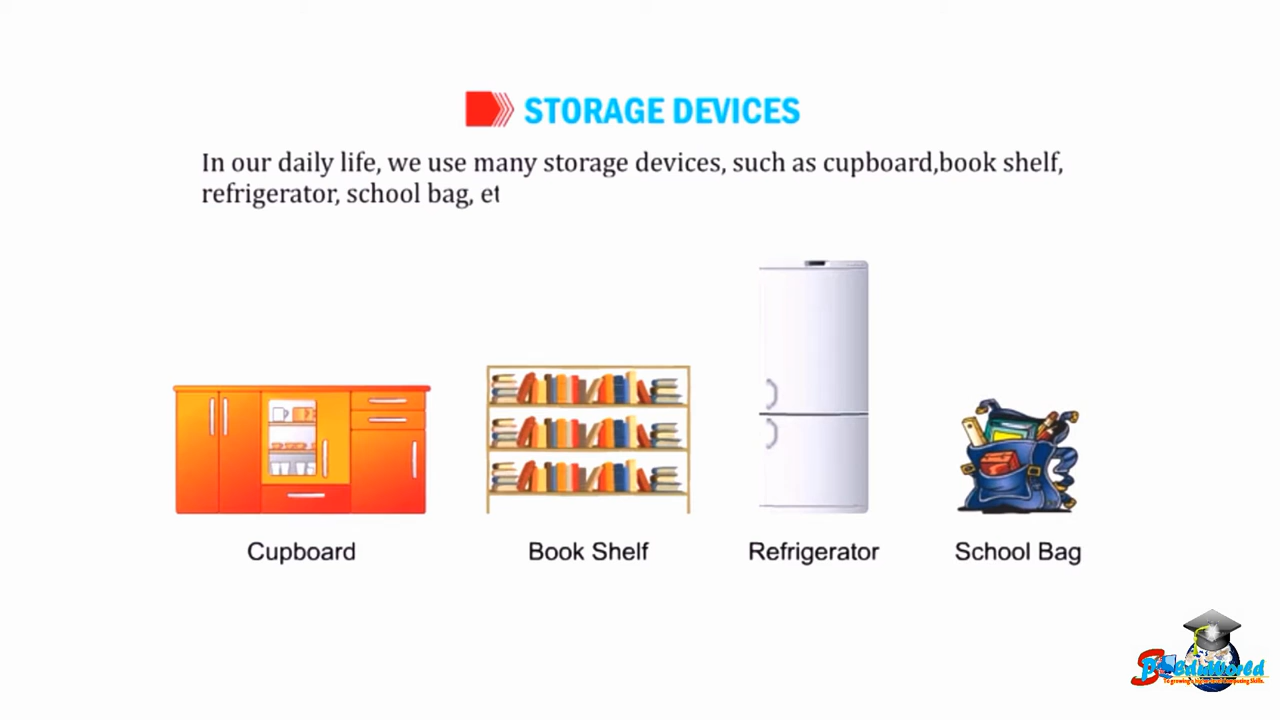 STORAGE DEVICES
In our daily life, we use many storage devices, such as cupboard,book shelf,
refrigerator, school bag, et
Cupboard
Book Shelf
Refrigerator
School Bag
EduWorld